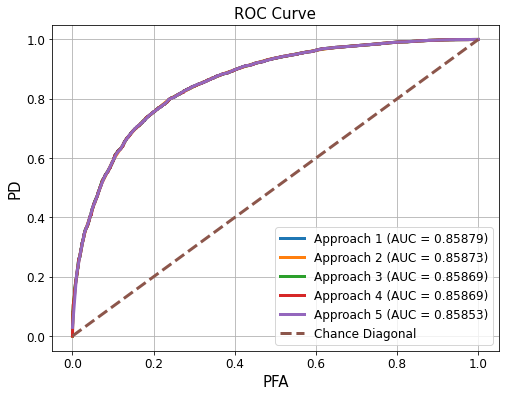 ROC Curve
1.0
0.8
0.6
0.4
0.2
0.0
PD
Approach 1 (AUC = 0.85879)
Approach 2 (AUC = 0.85873)
Approach 3 (AUC = 0.85869)
Approach 4 (AUC = 0.85869)
Approach 5 (AUC = 0.85853)
Chance Diagonal
0.0 0.2 0.4 0.6 0.8 1.0
PFA